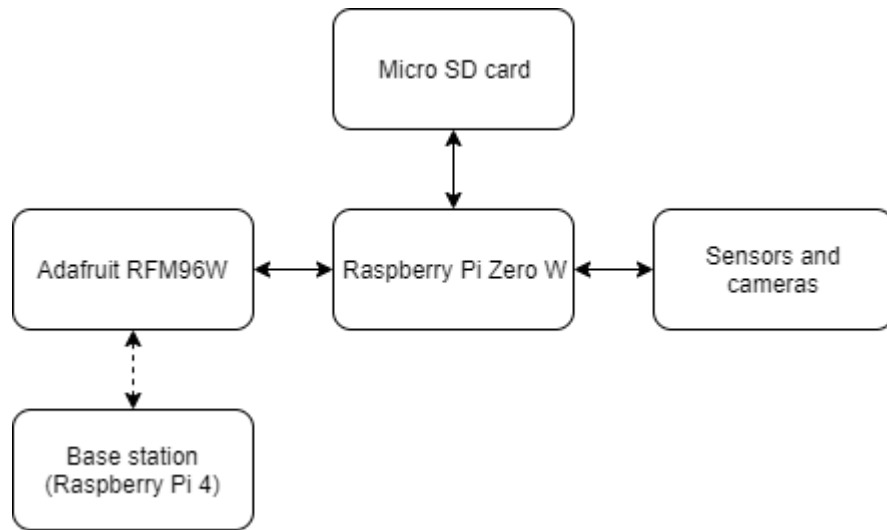 Micro SD card
Adafruit RFM96W
Raspberry Pi Zero W
Sensors and
cameras
Base station
(Raspberry Pi 4)